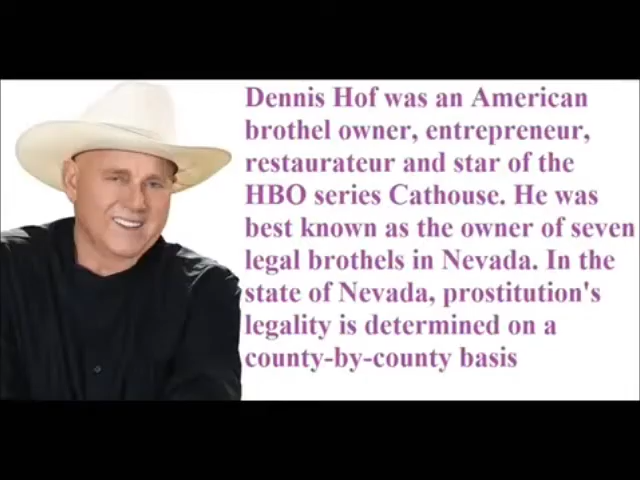 Dennis Hof was an American
brothel owner, entrepreneur,
restaurateur and star of the
HBO series Cathouse. He was
best known as the owner of seven
legal brothels in Nevada. In the
state of Nevada, prostitution's
legality is determined on a
county-by-county basis